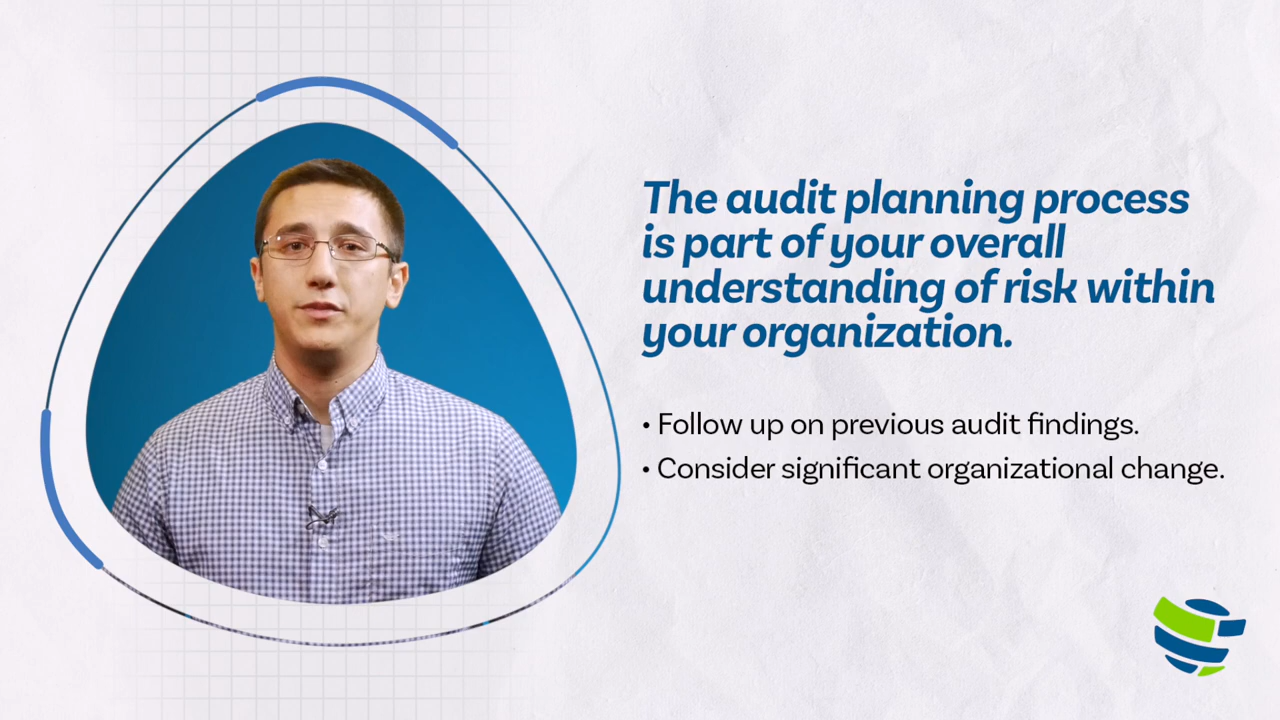 The audit planning process
is part of your overall
understanding of risk within
your organization.
• Follow up on previous audit findings.
• Consider significant organizational change.